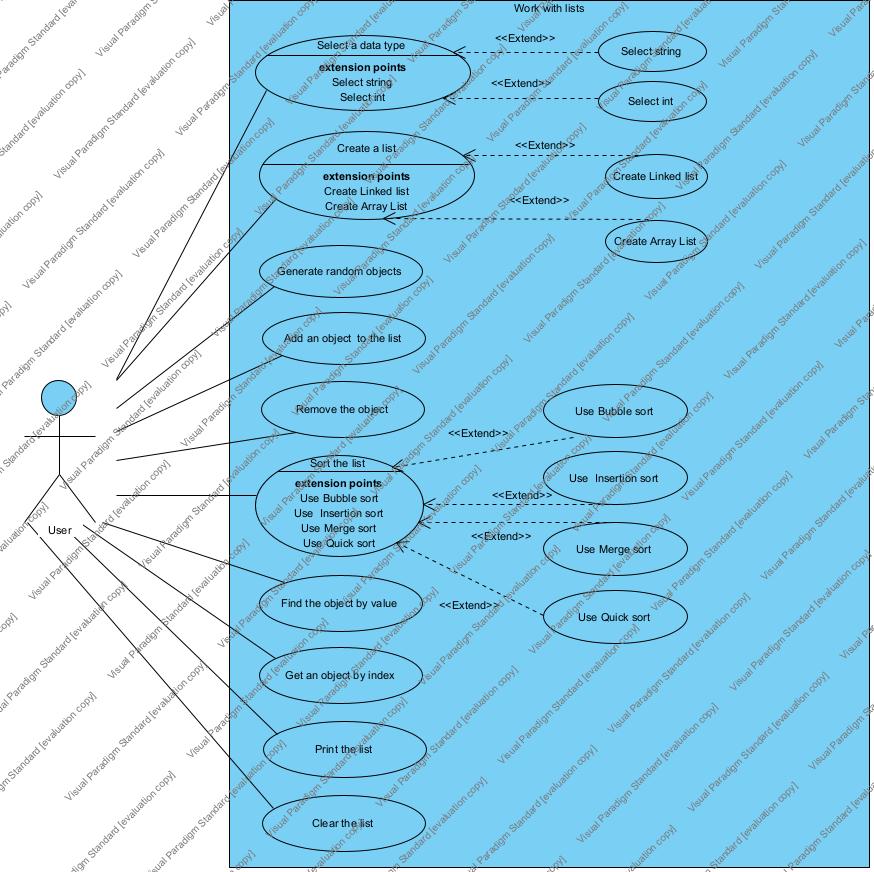 Work with lists
Select a data type
extension points
Select string
Select int
<<Extend>>
Select string
<<Extend>>
Select int
Create a list
extension points
Create Linked list
Create Array List
<<Extend>>
Create Linked list
<<Extend>>
Create Array List
Generate random objects
Add an object  to the list
Remove the object
Use Bubble sort
<<Extend>>
Sort the list
extension points
Use Bubble sort
Use  Insertion sort
Use Merge sort
Use Quick sort
Use  Insertion sort
<<Extend>>
User
<<Extend>>
Use Merge sort
Find the object by value
<<Extend>>
Use Quick sort
Get an object by index
Print the list
Clear the list
Visual Paradigm Standard [evaluation copy]